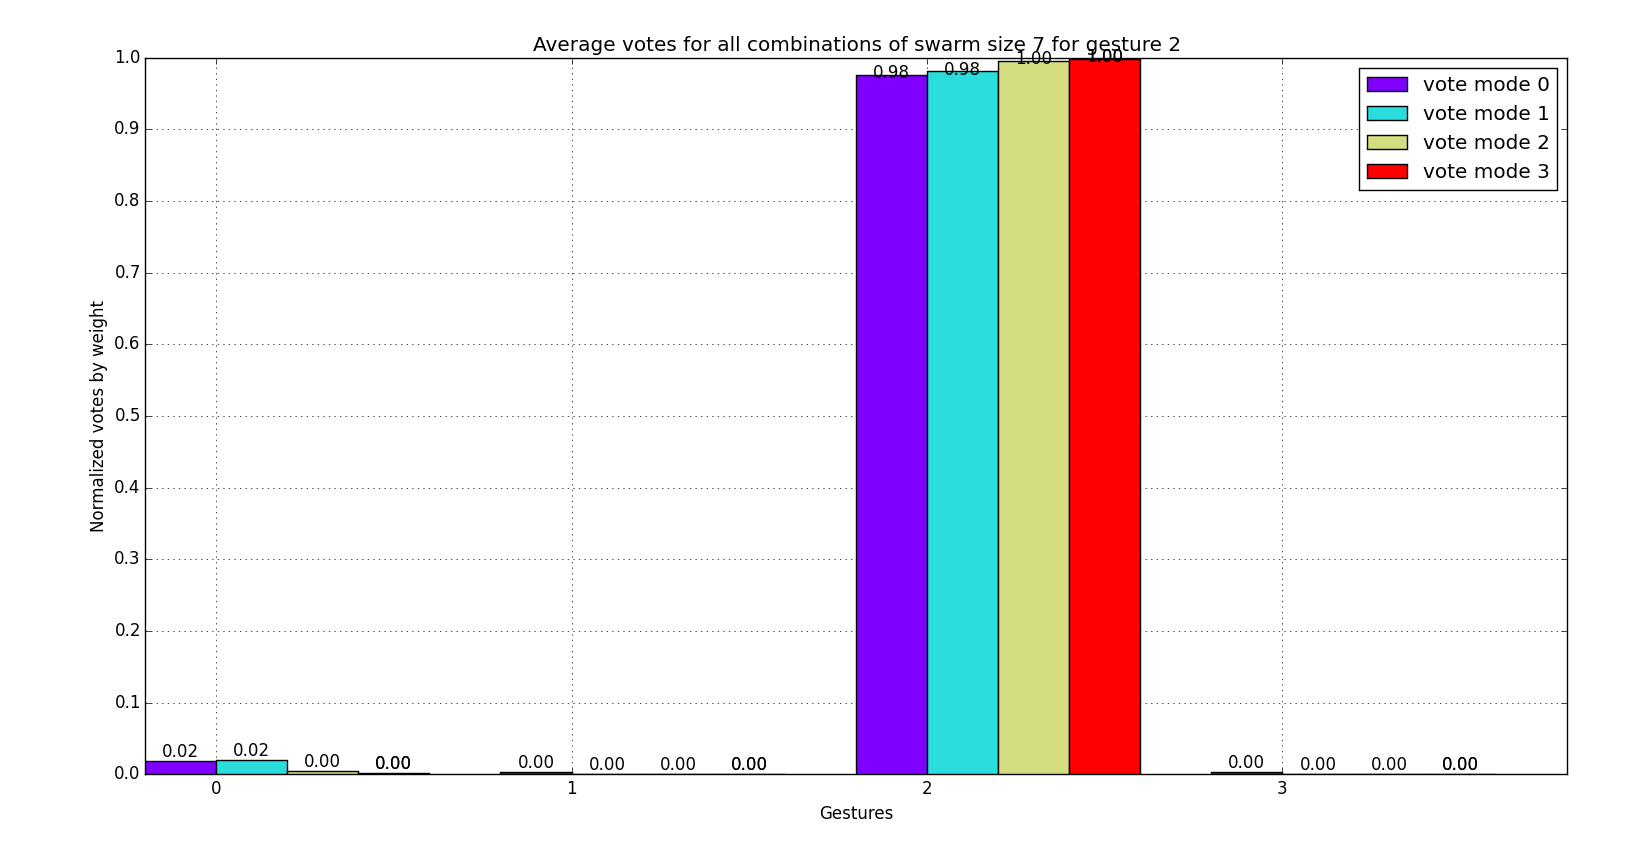 Average votes for all combinations of swarm size 7 for gesture 2
1.0
0.9
0.8
0.7
0.6
0.5
0.4
0.3
0.2
0.1
0.0
Normalized votes by weight
0.98 0.98 1.00 1.00
vote mode 0
vote mode 1
vote mode 2
vote mode 3
0.02 0.02 0.00 0.00 0.00 0.00 0.00 0.00 0.00 0.00 0.00 0.00
0 1 2 3
Gestures